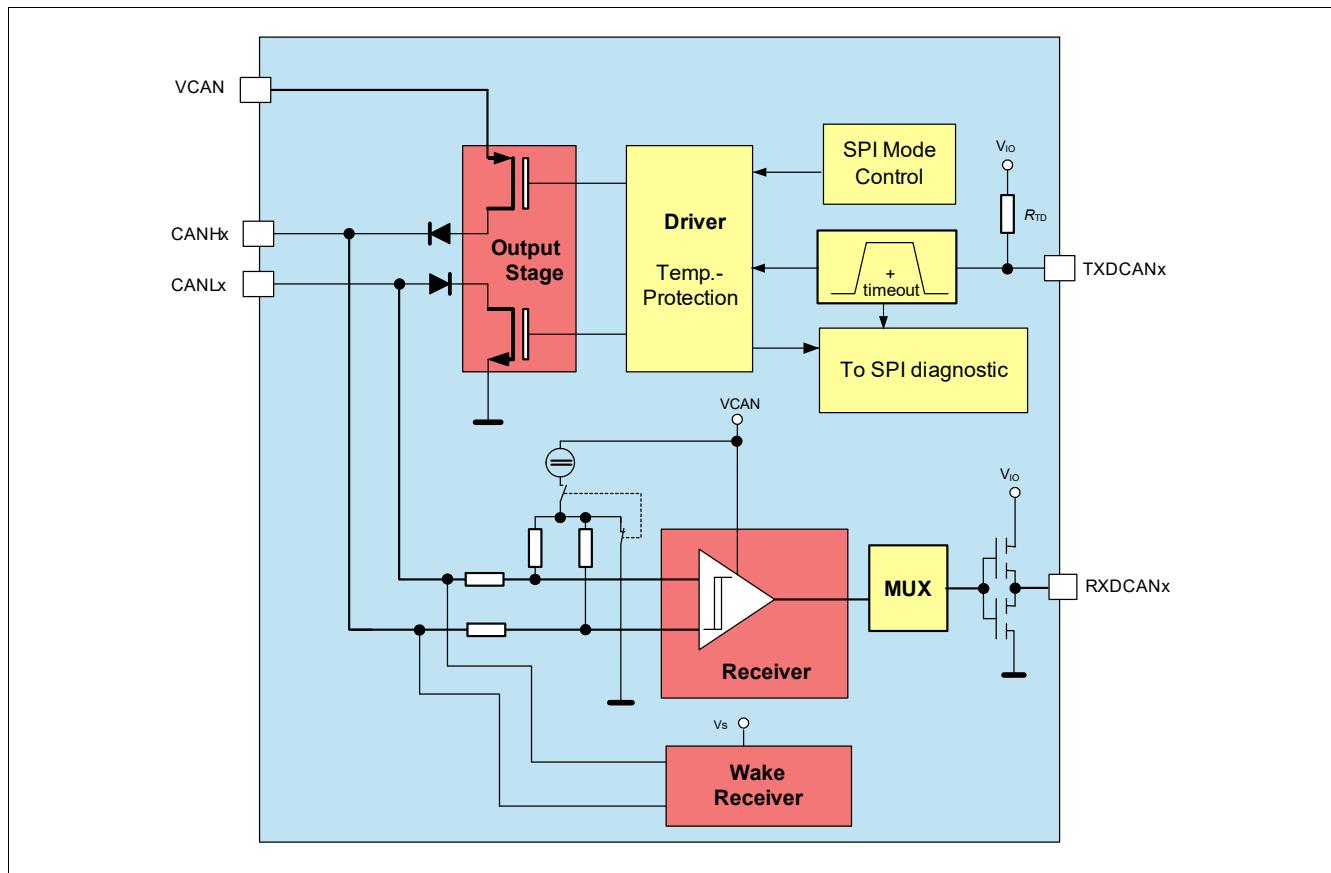 VCAN
SPI Mode
Control
VIO
RTD
CANHx
CANLx
Output
Stage
Driver
Temp.-
Protection
+
timeout
TXDCANx
To SPI diagnostic
VCAN
VIO
MUX
RXDCANx
Receiver
Vs
Wake
Receiver